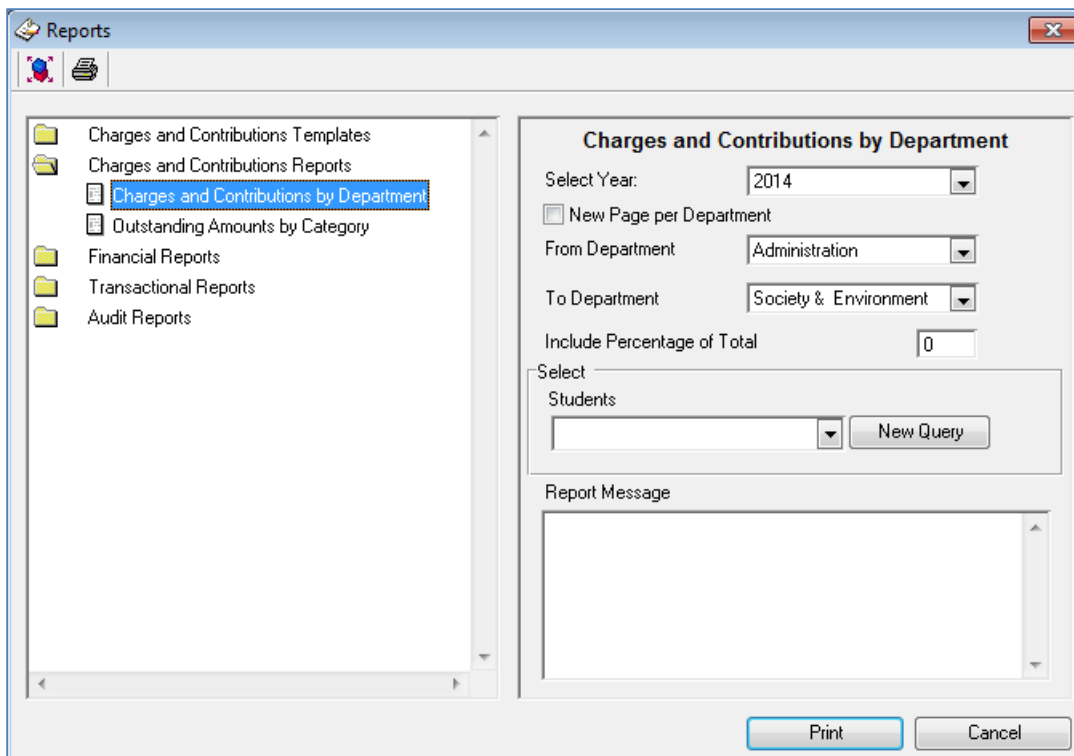 Reports
Charges and Contributions Templates
Charges and Contributions Reports
Charges and Contributions by Department
Outstanding Amounts by Category
Financial Reports
Transactional Reports
Audit Reports
Charges and Contributions by Department
Select Year: 2014
New Page per Department
From Department Administration
To Department Society & Environment
Include Percentage of Total 0
Select
Students
New Query
Report Message
Print Cancel